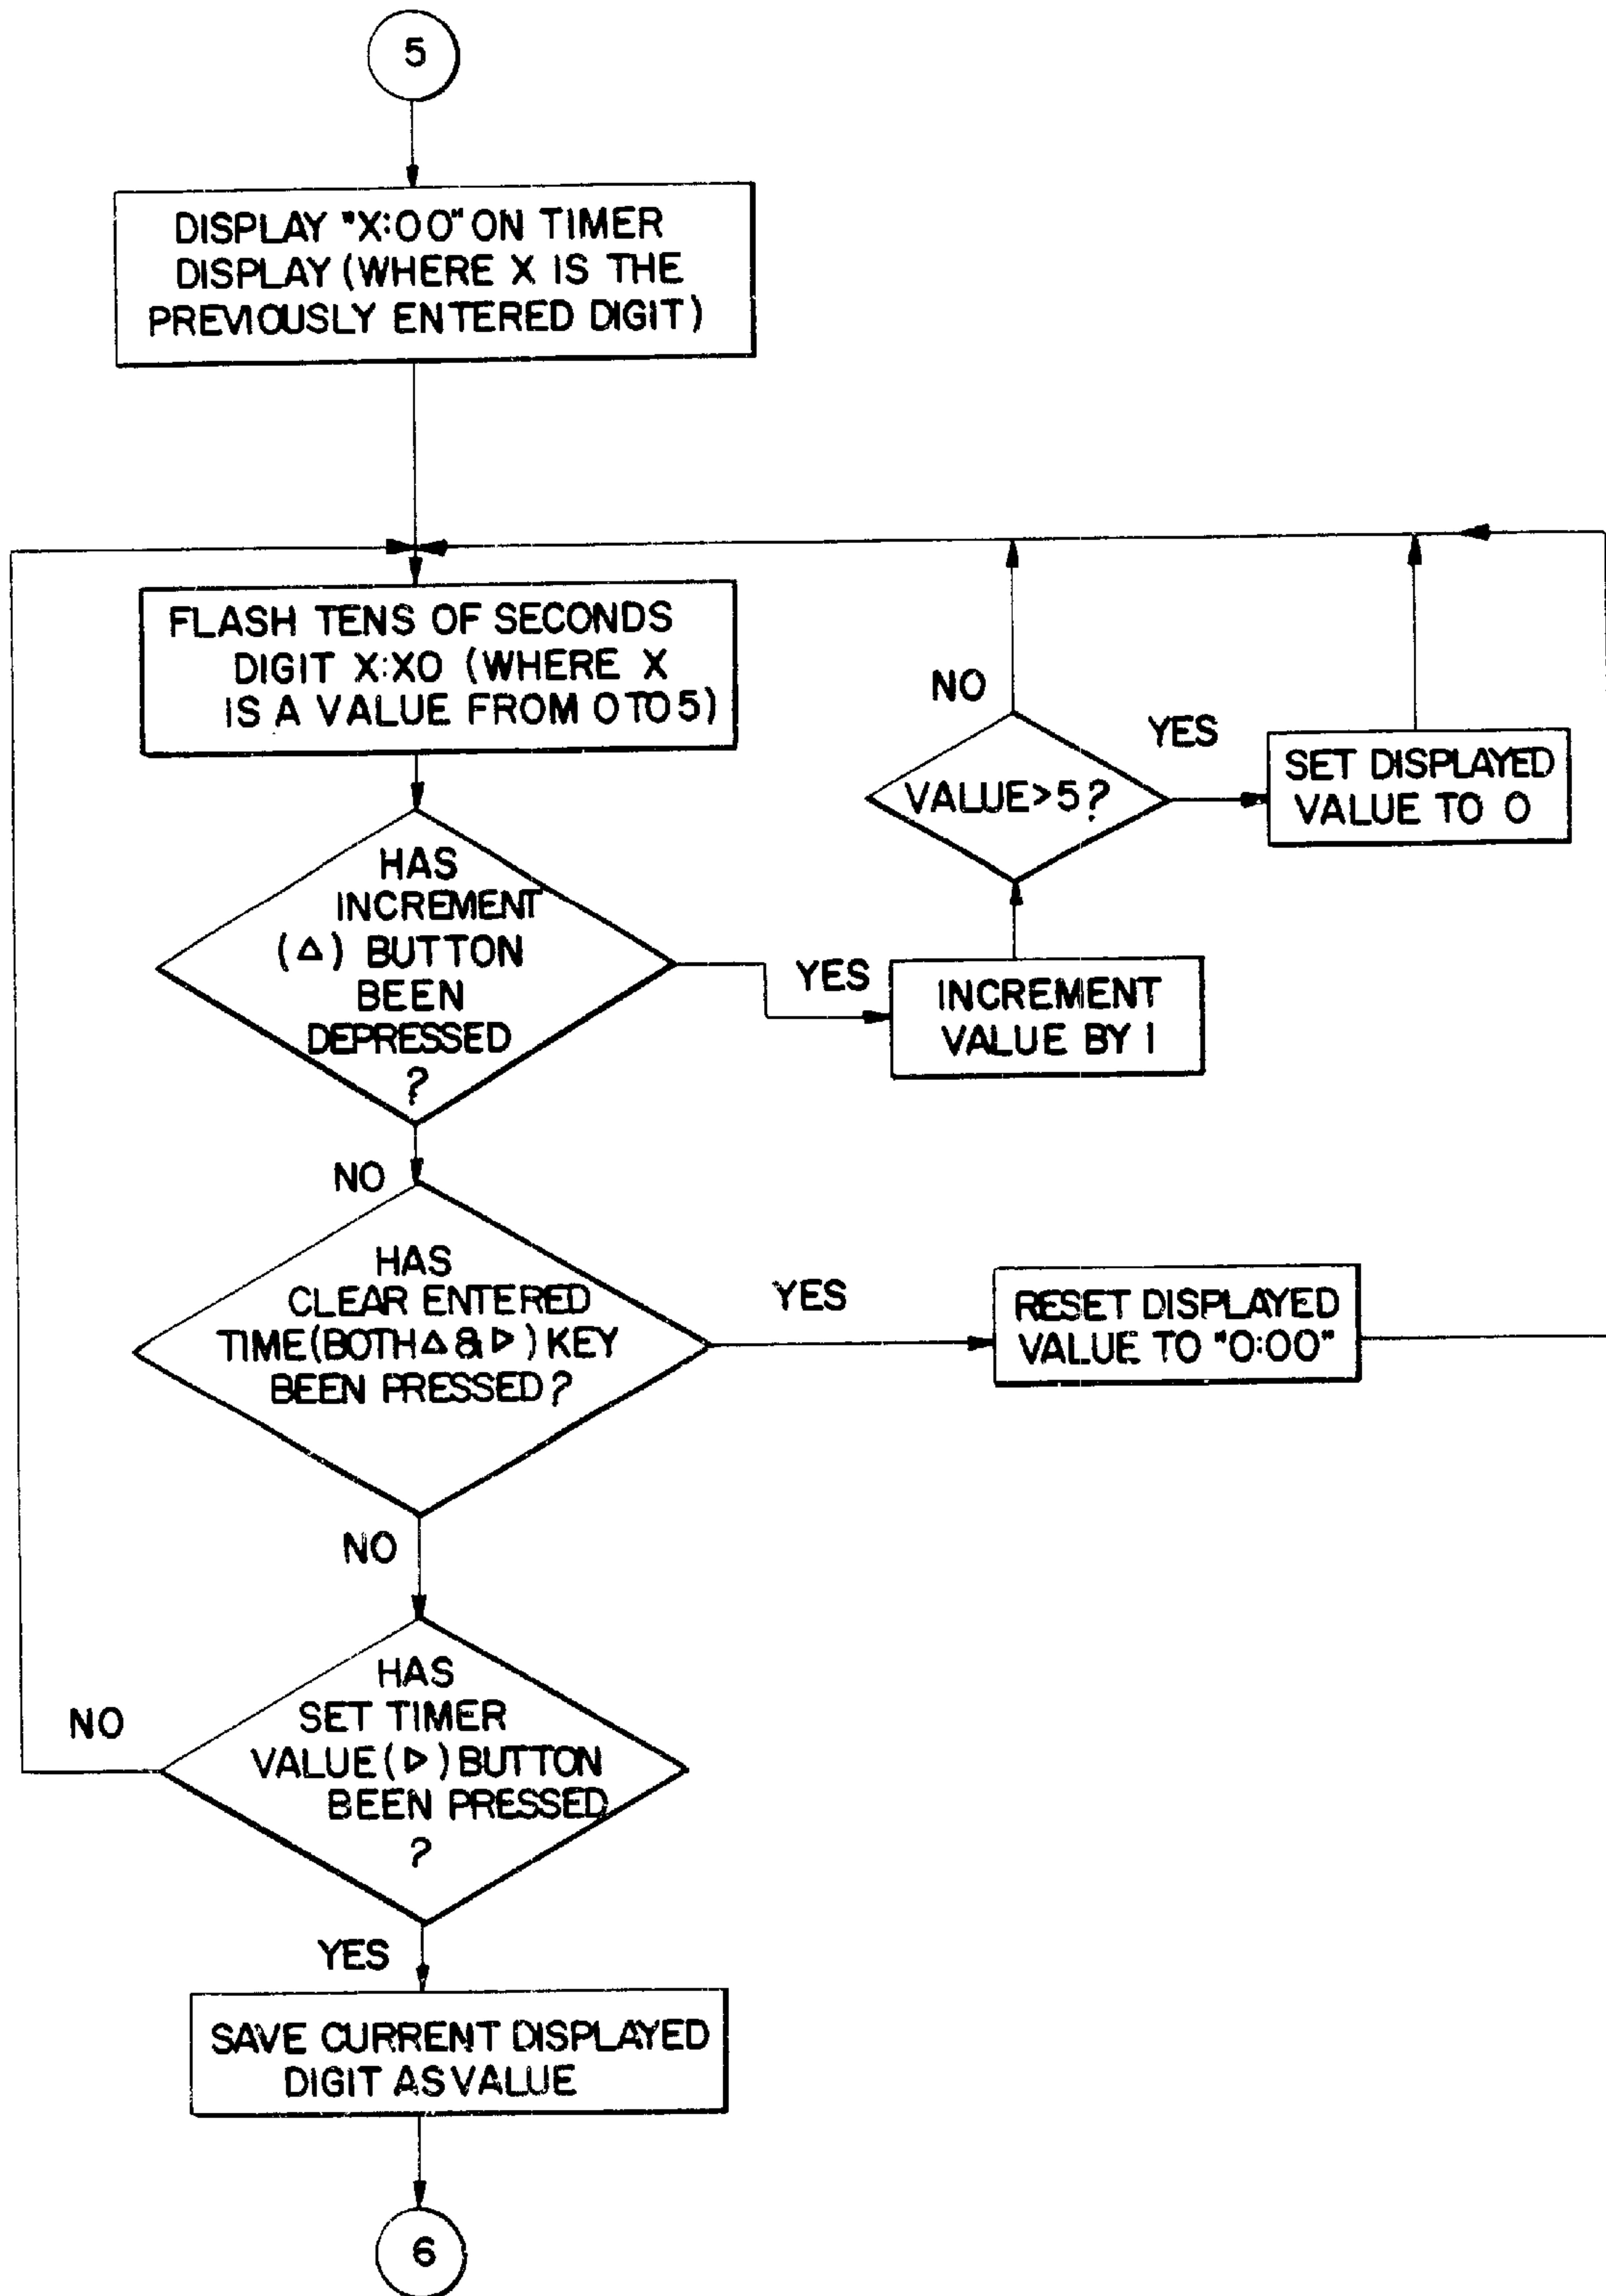 5
DISPLAY "X:00" ON TIMER
DISPLAY (WHERE X IS THE
PREVIOUSLY ENTERED DIGIT)
FLASH TENS OF SECONDS
DIGIT X:X0 (WHERE X
IS A VALUE FROM 0 TO 5)
HAS
INCREMENT
(△) BUTTON
BEEN
DEPRESSED
?
YES
INCREMENT
VALUE BY 1
VALUE>5?
NO
YES
SET DISPLAYED
VALUE TO 0
NO
HAS
CLEAR ENTERED
TIME (BOTH △ & ▷) KEY
BEEN PRESSED?
YES
RESET DISPLAYED
VALUE TO "0:00"
NO
HAS
SET TIMER
VALUE (▷) BUTTON
BEEN PRESSED
?
NO
YES
SAVE CURRENT DISPLAYED
DIGIT AS VALUE
6